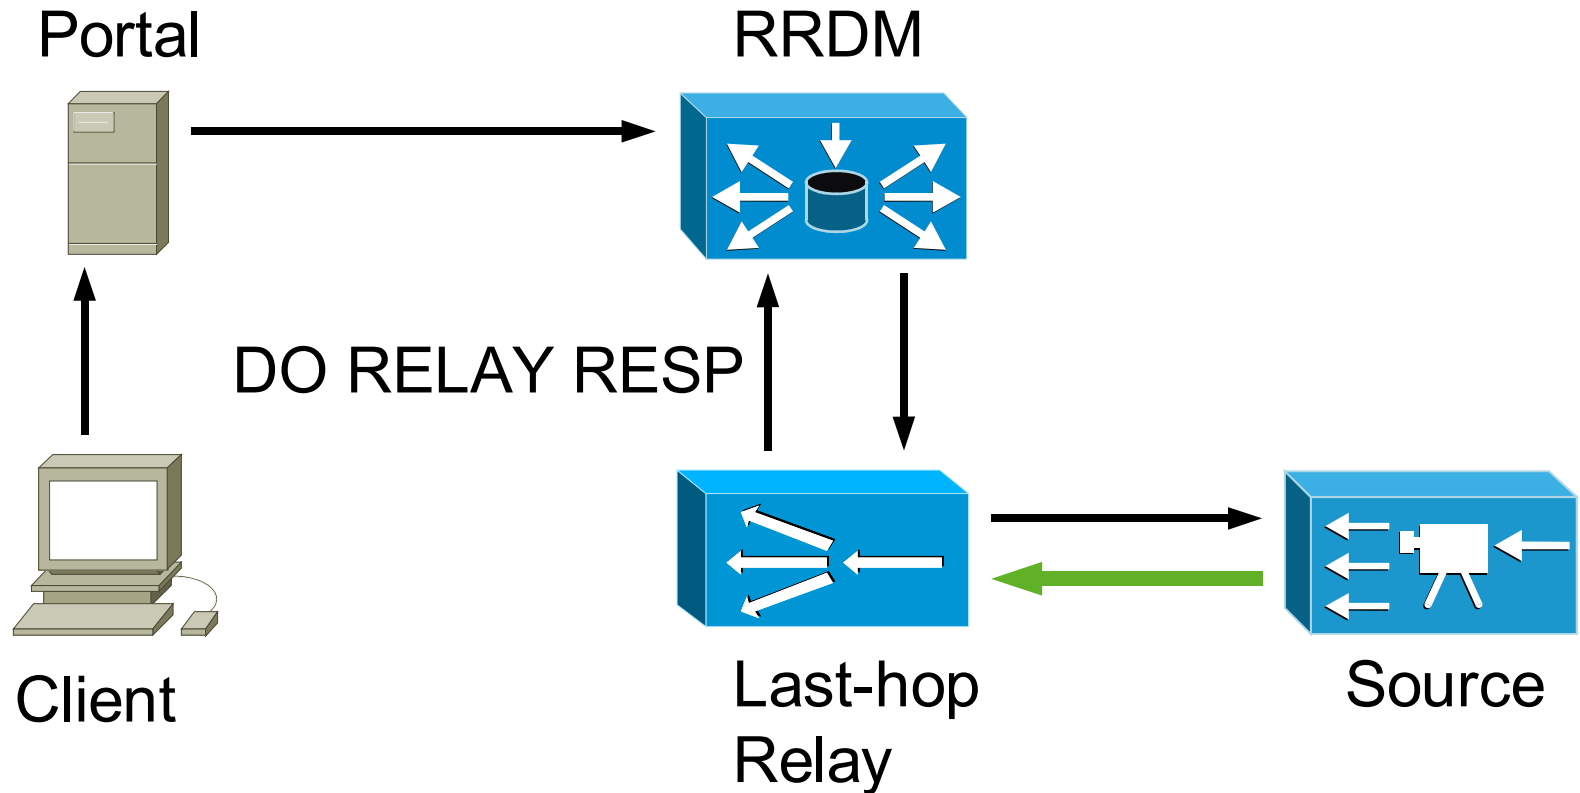 Portal
RRDM
DO RELAY RESP
Client
Last-hop
Relay
Source